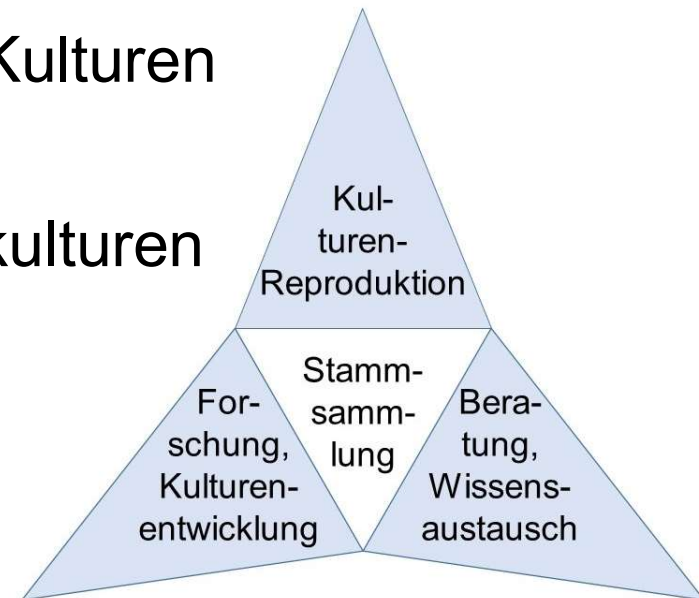 Kulturen
kulturen
Kul-
turen-
Reproduktion
Stamm-
samm-
lung
For-
schung,
Kulturen-
entwicklung
Bera-
tung,
Wissens-
austausch